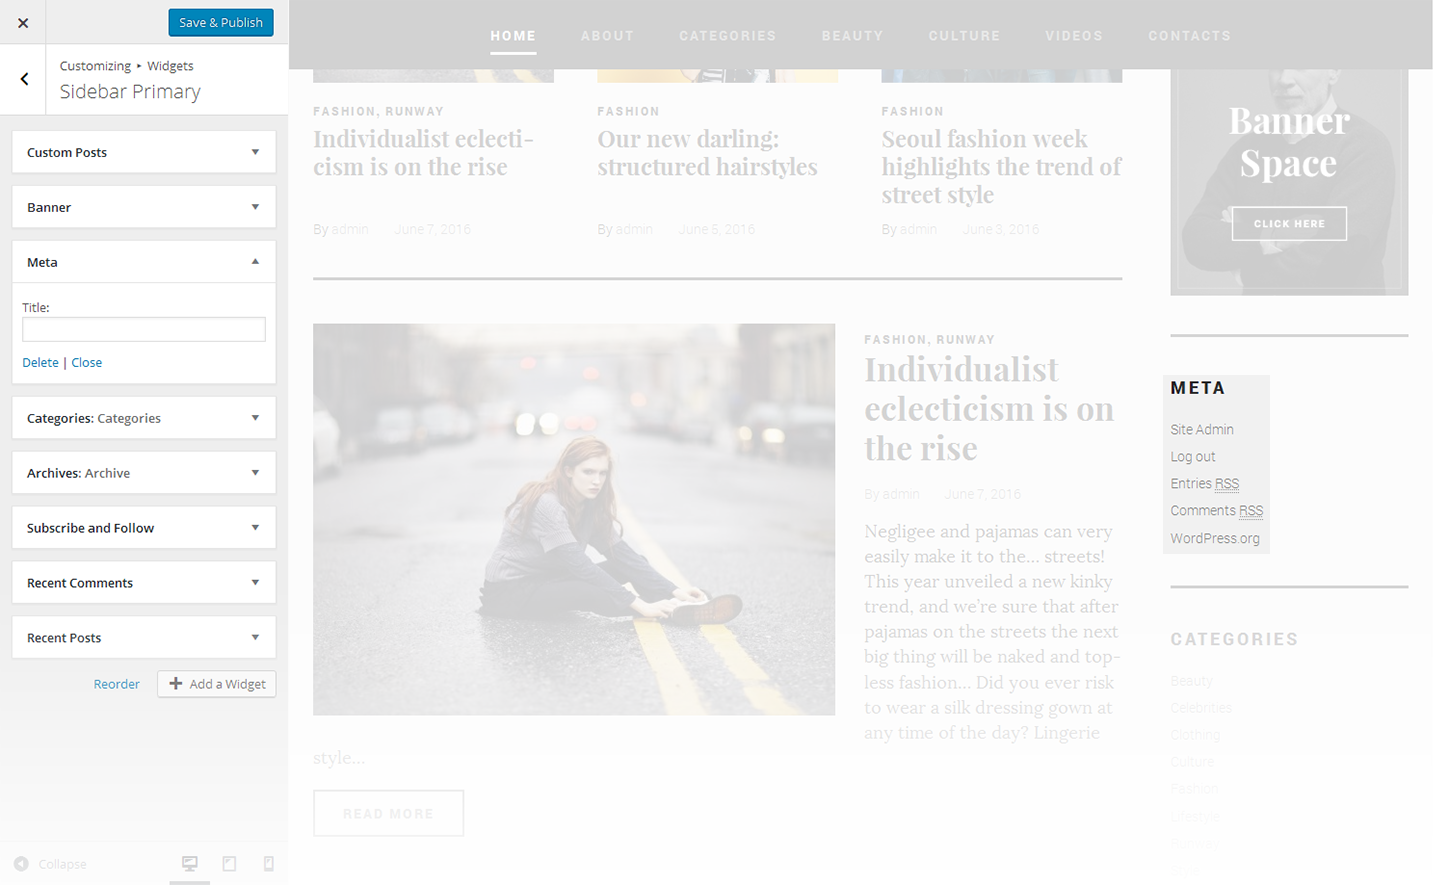 Save & Publish
Customizing ▸ Widgets
Sidebar Primary
Custom Posts
Banner
Meta
Title:
Delete | Close
Categories: Categories
Archives: Archive
Subscribe and Follow
Recent Comments
Recent Posts
Reorder
Add a Widget
Collapse
HOME ABOUT CATEGORIES BEAUTY CULTURE VIDEOS CONTACTS
FASHION, RUNWAY
Individualist eclecti-
cism is on the rise
By admin June 7, 2016
FASHION
Our new darling:
structured hairstyles
By admin June 5, 2016
FASHION
Seoul fashion week
highlights the trend of
street style
By admin June 3, 2016
FASHION, RUNWAY
Individualist
eclecticism is on
the rise
By admin June 7, 2016
Negligee and pajamas can very
easily make it to the... streets!
This year unveiled a new kinky
trend, and we're sure that after
pajamas on the streets the next
big thing will be naked and top-
less fashion... Did you ever risk
to wear a silk dressing gown at
any time of the day? Lingerie
style...
READ MORE
Banner
Space
CLICK HERE
META
Site Admin
Log out
Entries RSS
Comments RSS
WordPress.org
CATEGORIES
Beauty
Celebrities
Clothing
Culture
Fashion
Lifestyle